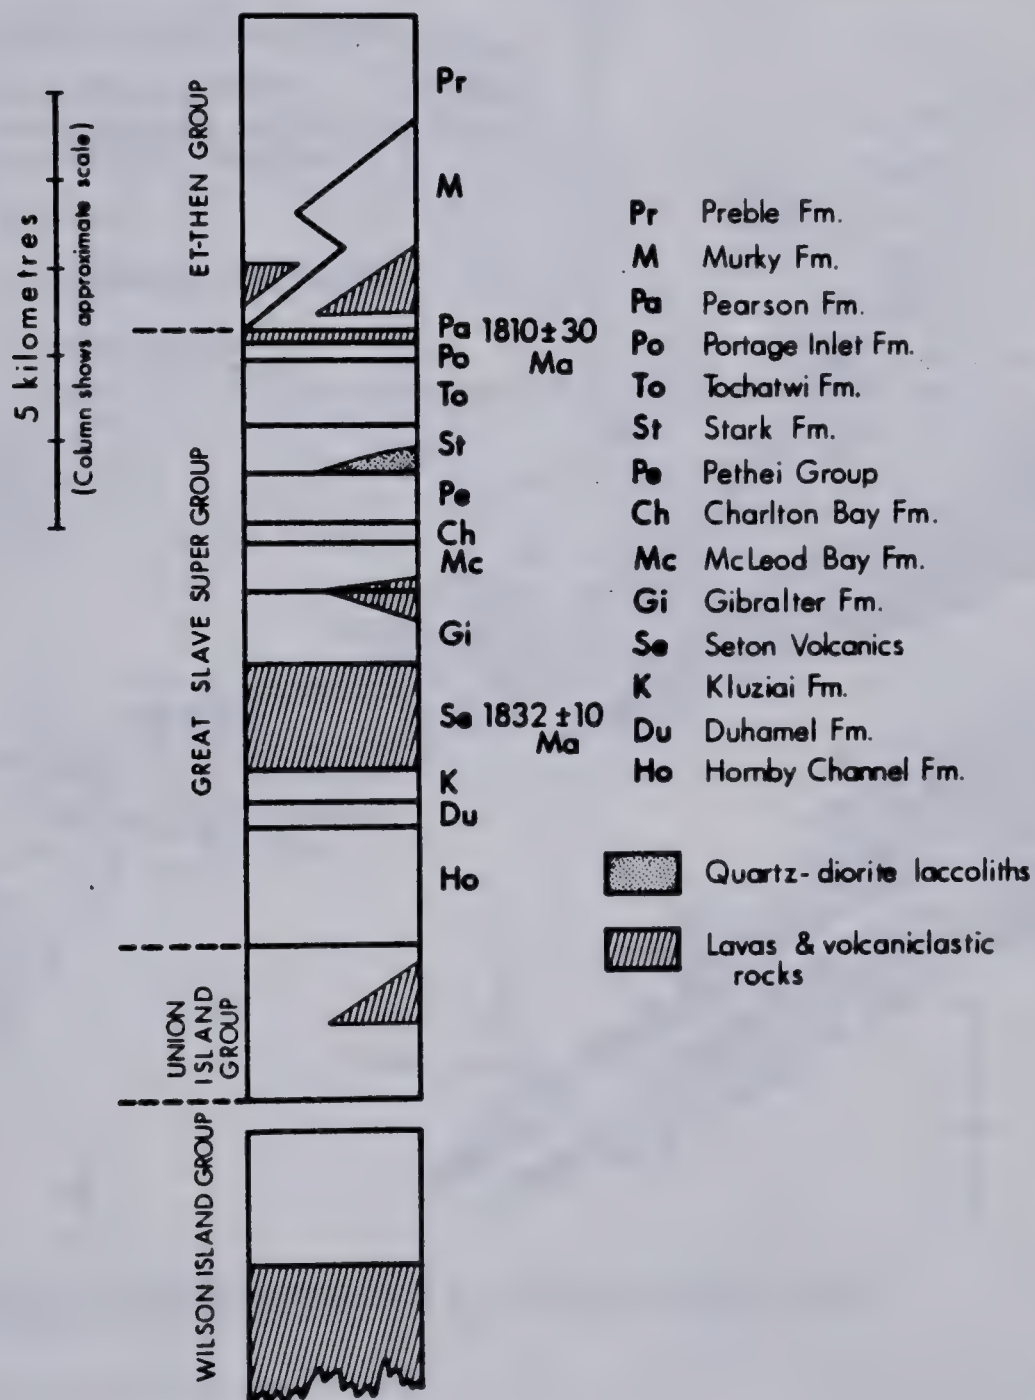 5 kilometres
(Column shows approximate scale)
ET-THEN GROUP
GREAT SLAVE SUPER GROUP
UNION
ISLAND
GROUP
WILSON ISLAND GROUP
Pr
M
Pa 1810±30
Ma
Po
To
St
Pe
Ch
Mc
Gi
Se 1832±10
Ma
K
Du
Ho
Pr Preble Fm.
M Murky Fm.
Pa Pearson Fm.
Po Portage Inlet Fm.
To Tochatwi Fm.
St Stark Fm.
Pe Pethei Group
Ch Charlton Bay Fm.
Mc McLeod Bay Fm.
Gi Gibralter Fm.
Se Seton Volcanics
K Kluziai Fm.
Du Duhamel Fm.
Ho Hornby Channel Fm.
Quartz-diorite laccoliths
Lavas & volcaniclastic
rocks